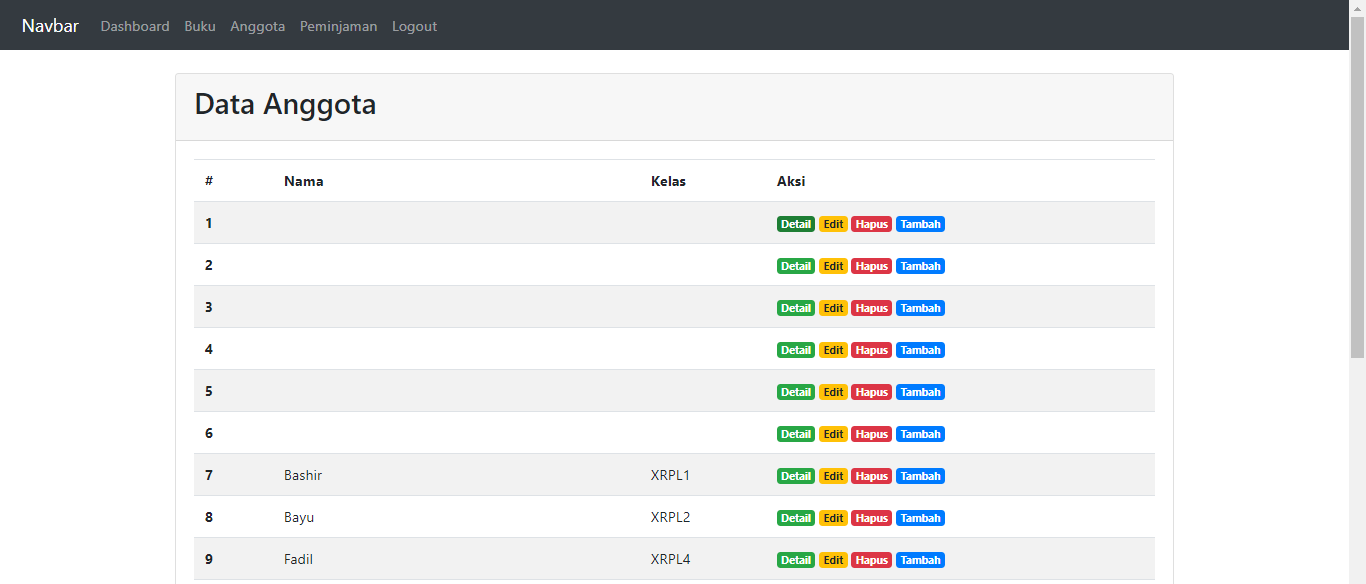 Navbar Dashboard Buku Anggota Peminjaman Logout
Data Anggota
# Nama Kelas Aksi
1 Detail Edit Hapus Tambah
2 Detail Edit Hapus Tambah
3 Detail Edit Hapus Tambah
4 Detail Edit Hapus Tambah
5 Detail Edit Hapus Tambah
6 Detail Edit Hapus Tambah
7 Bashir XRPL1 Detail Edit Hapus Tambah
8 Bayu XRPL2 Detail Edit Hapus Tambah
9 Fadil XRPL4 Detail Edit Hapus Tambah